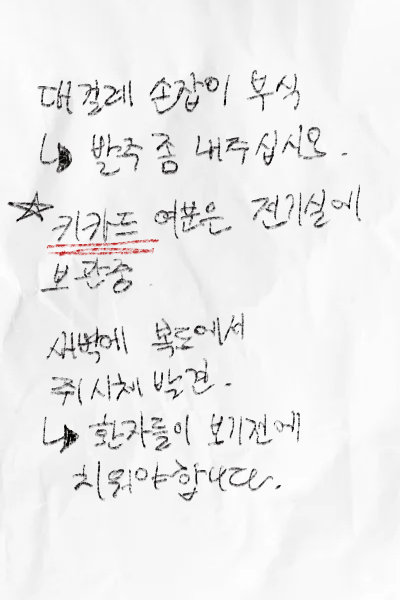 대걸레 손잡이 부식
↳ 발주 좀 내주십시오.
☆ 키카드 여분은 전기실에
보관중
새벽에 복도에서
쥐 시체 발견.
↳ 환자들이 보기전에
치워야 합니다.